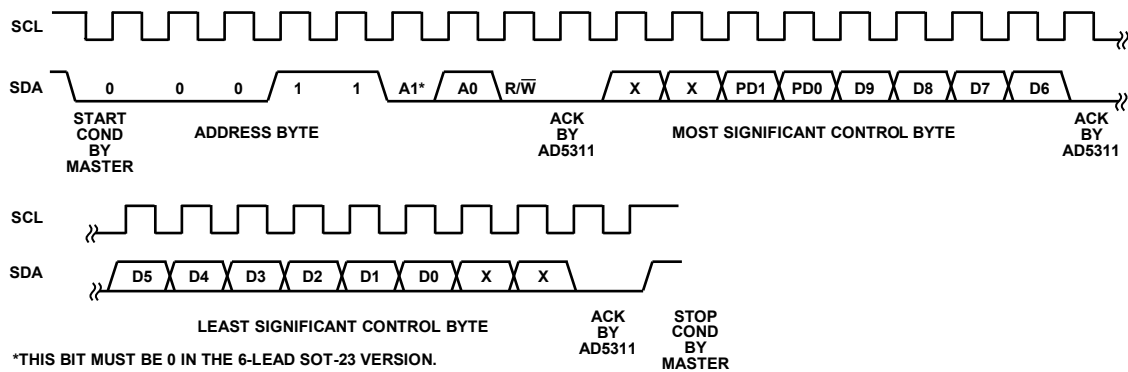 SCL
SDA
0 0 0 1 1 A1* A0 R/W̅ X X PD1 PD0 D9 D8 D7 D6
START
COND
BY
MASTER
ADDRESS BYTE
ACK
BY
AD5311
MOST SIGNIFICANT CONTROL BYTE
ACK
BY
AD5311
SCL
SDA
D5 D4 D3 D2 D1 D0 X X
LEAST SIGNIFICANT CONTROL BYTE
ACK
BY
AD5311
STOP
COND
BY
MASTER
*THIS BIT MUST BE 0 IN THE 6-LEAD SOT-23 VERSION.